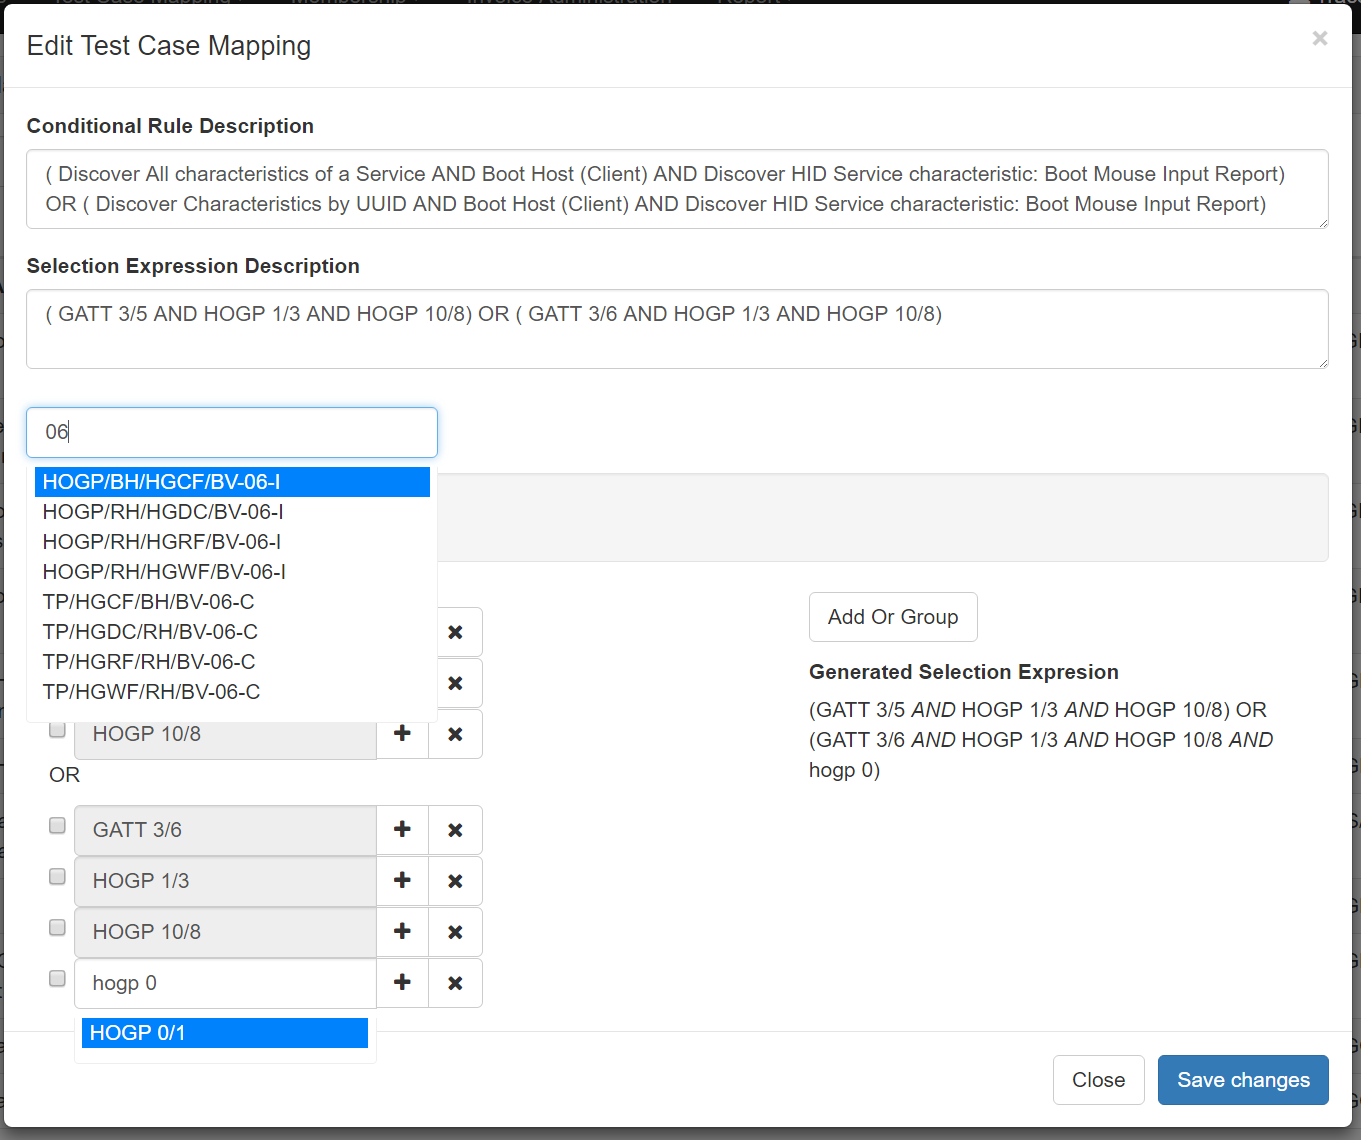 Edit Test Case Mapping
×
Conditional Rule Description
( Discover All characteristics of a Service AND Boot Host (Client) AND Discover HID Service characteristic: Boot Mouse Input Report)
OR ( Discover Characteristics by UUID AND Boot Host (Client) AND Discover HID Service characteristic: Boot Mouse Input Report)
Selection Expression Description
( GATT 3/5 AND HOGP 1/3 AND HOGP 10/8) OR ( GATT 3/6 AND HOGP 1/3 AND HOGP 10/8)
06
HOGP/BH/HGCF/BV-06-I
HOGP/RH/HGDC/BV-06-I
HOGP/RH/HGRF/BV-06-I
HOGP/RH/HGWF/BV-06-I
TP/HGCF/BH/BV-06-C
TP/HGDC/RH/BV-06-C
TP/HGRF/RH/BV-06-C
TP/HGWF/RH/BV-06-C
HOGP 10/8
OR
GATT 3/6
HOGP 1/3
HOGP 10/8
hogp 0
HOGP 0/1
Add Or Group
Generated Selection Expresion
(GATT 3/5 AND HOGP 1/3 AND HOGP 10/8) OR
(GATT 3/6 AND HOGP 1/3 AND HOGP 10/8 AND
hogp 0)
Close
Save changes